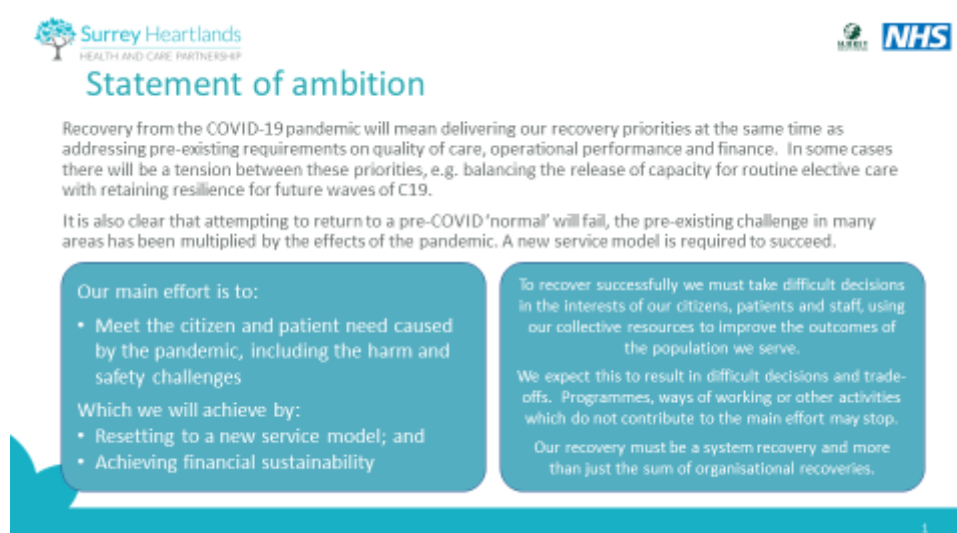 Surrey Heartlands
HEALTH AND CARE PARTNERSHIP
SURREY
NHS
Statement of ambition
Recovery from the COVID-19 pandemic will mean delivering our recovery priorities at the same time as
addressing pre-existing requirements on quality of care, operational performance and finance. In some cases
there will be a tension between these priorities, e.g. balancing the release of capacity for routine elective care
with retaining resilience for future waves of C19.
It is also clear that attempting to return to a pre-COVID 'normal' will fail, the pre-existing challenge in many
areas has been multiplied by the effects of the pandemic. A new service model is required to succeed.
Our main effort is to:
• Meet the citizen and patient need caused
by the pandemic, including the harm and
safety challenges
Which we will achieve by:
• Resetting to a new service model; and
• Achieving financial sustainability
To recover successfully we must take difficult decisions
in the interests of our citizens, patients and staff, using
our collective resources to improve the outcomes of
the population we serve.
We expect this to result in difficult decisions and trade-
offs. Programmes, ways of working or other activities
which do not contribute to the main effort may stop.
Our recovery must be a system recovery and more
than just the sum of organisational recoveries.
1